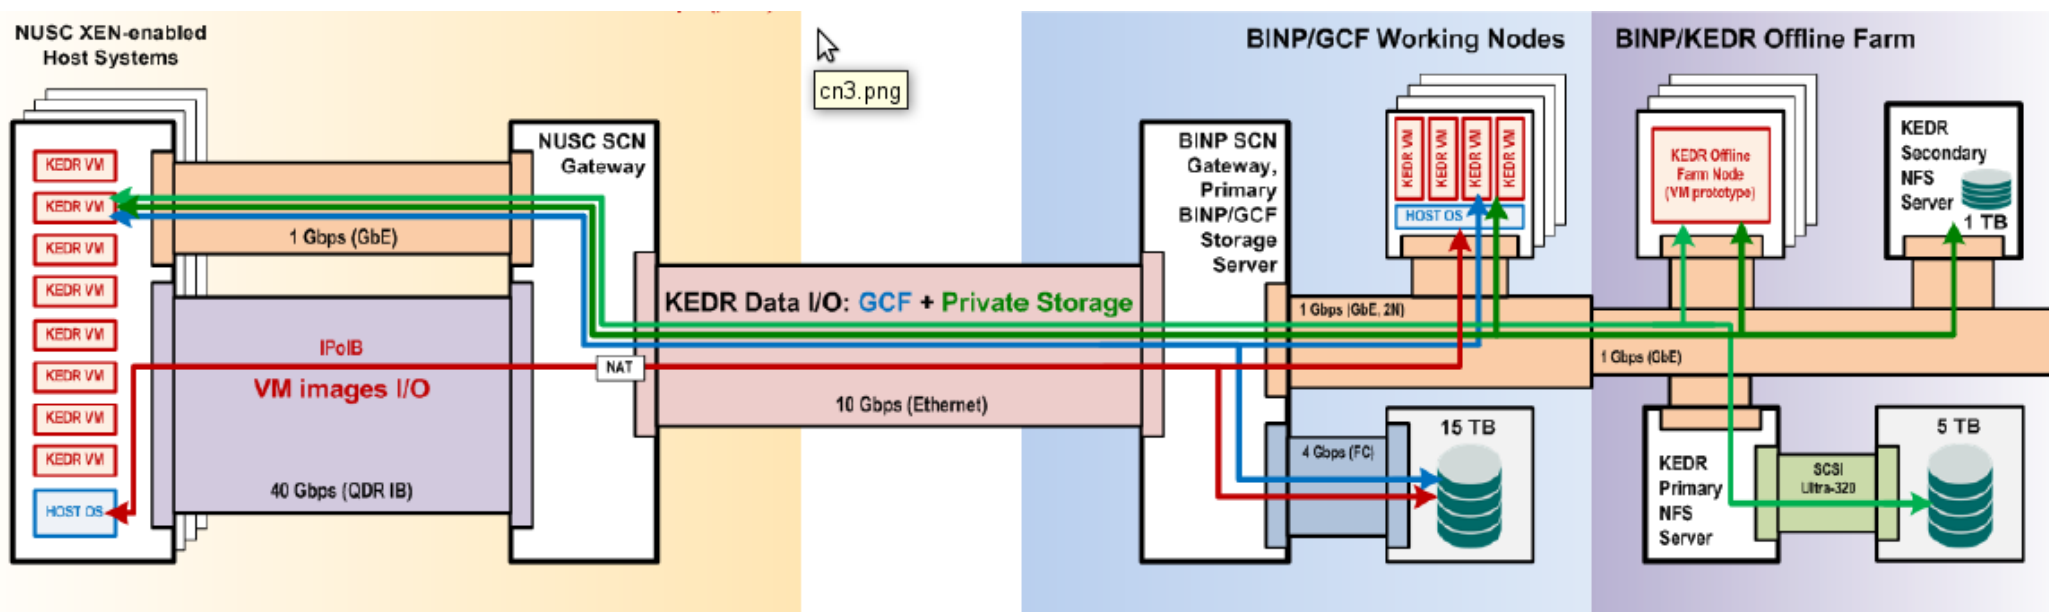 NUSC XEN-enabled
Host Systems
KEDR VM
KEDR VM
KEDR VM
KEDR VM
KEDR VM
KEDR VM
KEDR VM
KEDR VM
HOST OS
1 Gbps (GbE)
IPoIB
VM images I/O
40 Gbps (QDR IB)
NUSC SCN
Gateway
NAT
cn3.png
KEDR Data I/O: GCF + Private Storage
10 Gbps (Ethernet)
BINP/GCF Working Nodes
BINP SCN
Gateway,
Primary
BINP/GCF
Storage
Server
KEDR VM
KEDR VM
KEDR VM
KEDR VM
HOST OS
1 Gbps (GbE, 2N)
4 Gbps (FC)
15 TB
BINP/KEDR Offline Farm
KEDR Offline
Farm Node
(VM prototype)
KEDR
Secondary
NFS
Server
1 TB
1 Gbps (GbE)
KEDR
Primary
NFS
Server
SCSI
Ultra-320
5 TB